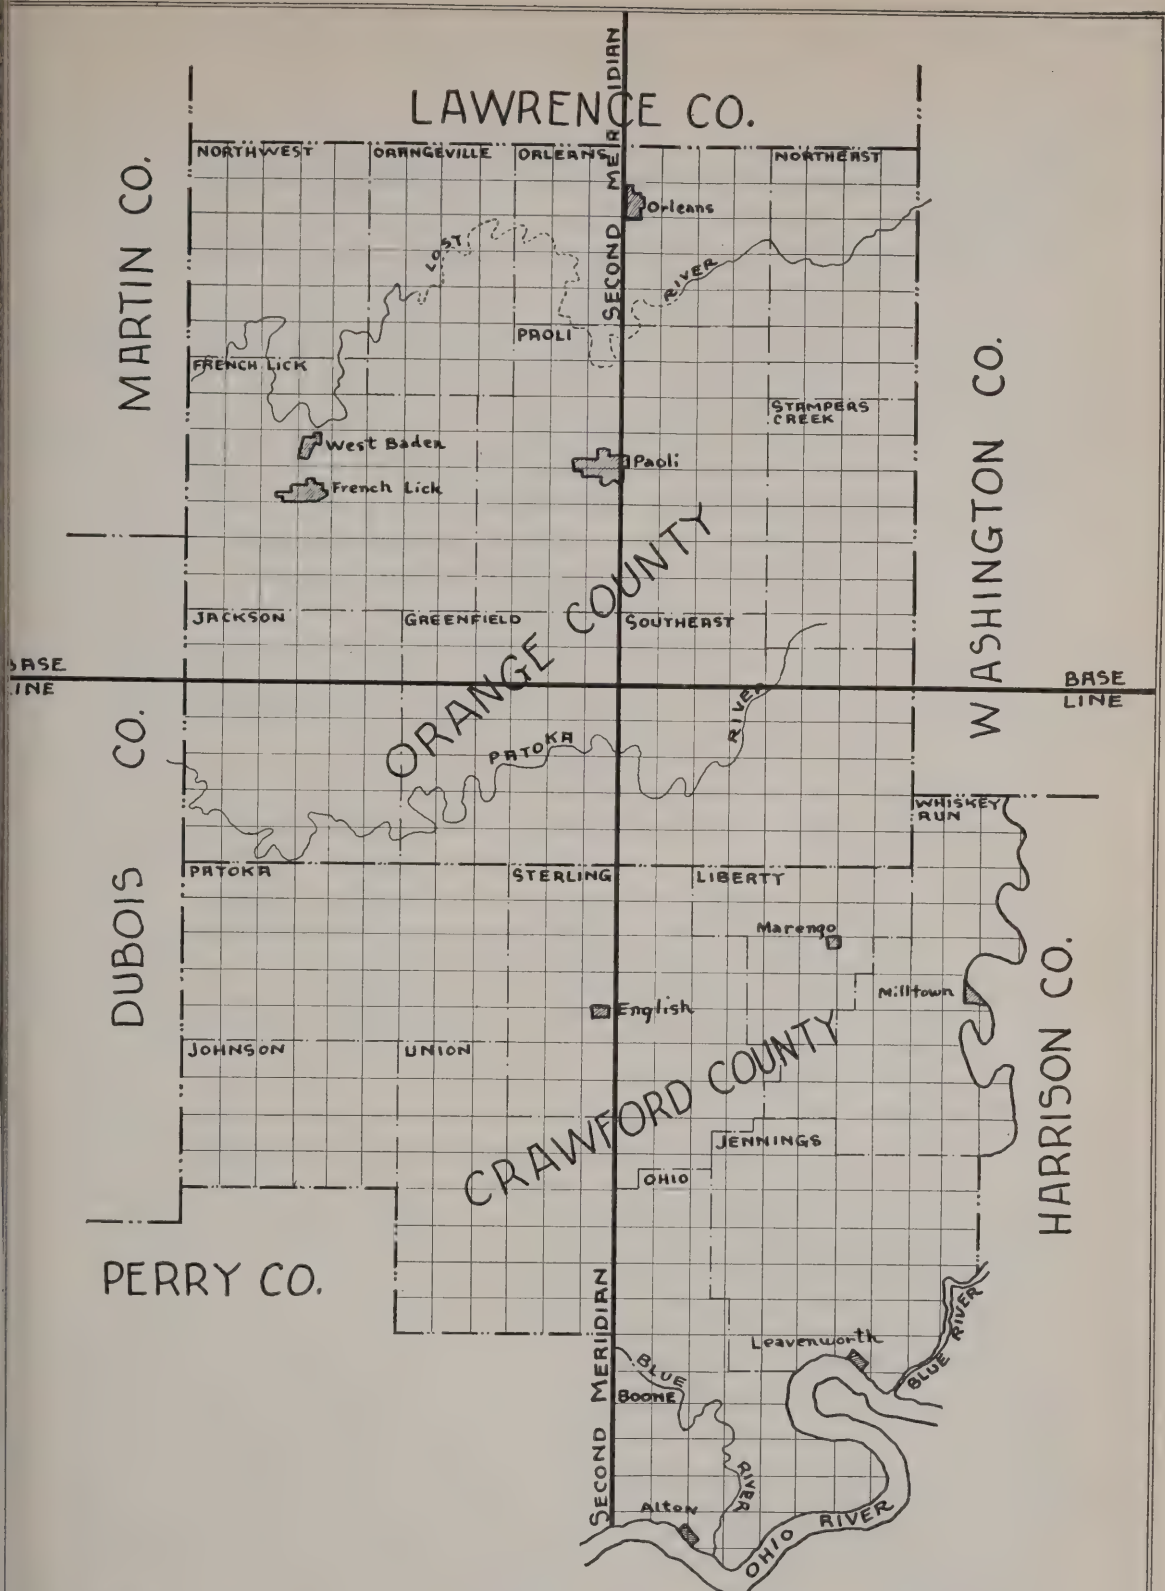 LAWRENCE CO.
SECOND MERIDIAN
NORTHWEST
ORANGEVILLE
ORLEANS
NORTHEAST
MARTIN CO.
Orleans
LOST
RIVER
PAOLI
FRENCH LICK
STAMPERS
CREEK
WASHINGTON CO.
West Baden
Paoli
French Lick
ORANGE COUNTY
JACKSON
GREENFIELD
SOUTHEAST
BASE
LINE
BASE
LINE
PATOKA
RIVER
DUBOIS CO.
WHISKEY
RUN
PATOKA
STERLING
LIBERTY
Marengo
Milltown
English
HARRISON CO.
JOHNSON
UNION
CRAWFORD COUNTY
JENNINGS
OHIO
PERRY CO.
SECOND MERIDIAN
Leavenworth
BLUE RIVER
BLUE RIVER
BLUE
BOONE
RIVER
Alton
OHIO RIVER